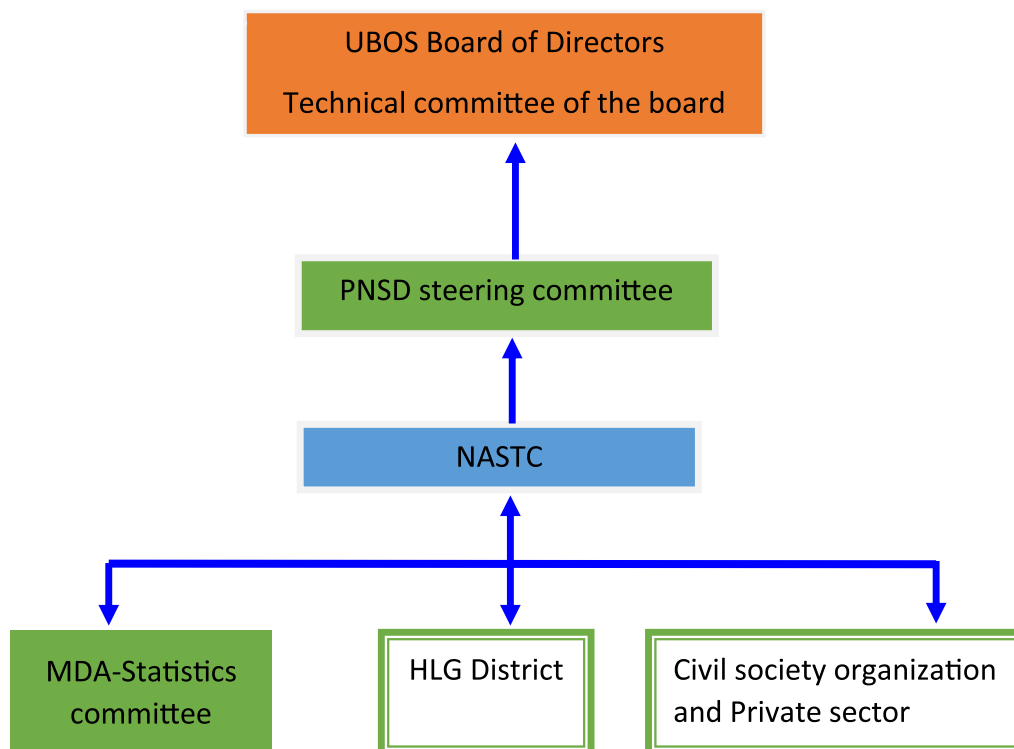 UBOS Board of Directors
Technical committee of the board
PNSD steering committee
NASTC
MDA-Statistics
committee
HLG District
Civil society organization
and Private sector